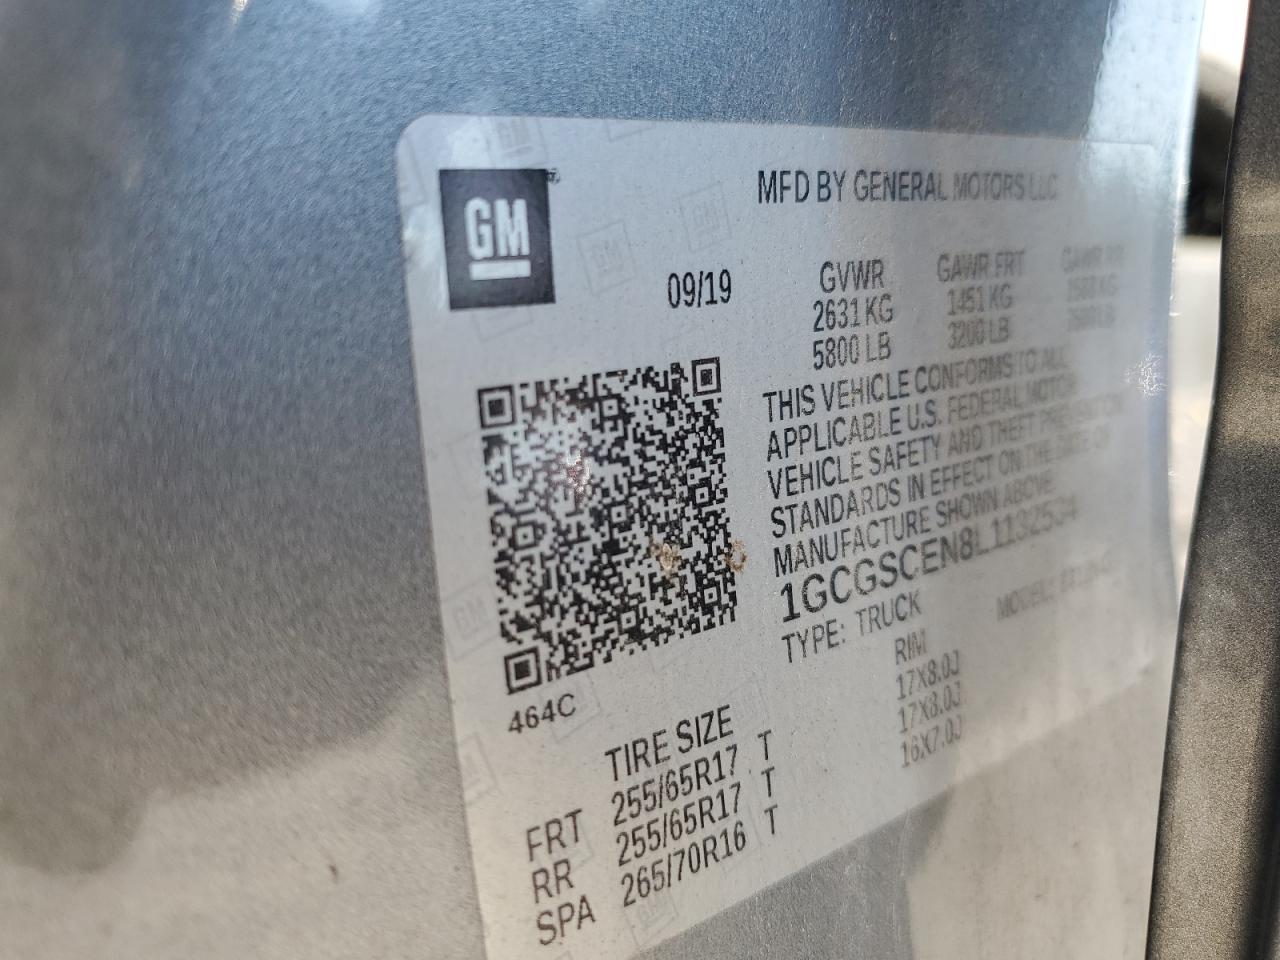 GM
MFD BY GENERAL MOTORS LLC
09/19
GVWR GAWR FRT GAWR RR
2631 KG 1451 KG
5800 LB 3200 LB
THIS VEHICLE CONFORMS TO ALL
APPLICABLE U.S. FEDERAL MOTOR
VEHICLE SAFETY AND THEFT PREVENTION
STANDARDS IN EFFECT ON THE DATE OF
MANUFACTURE SHOWN ABOVE.
1GCGSCEN8L1132534
TYPE: TRUCK MODEL:
464C
TIRE SIZE RIM
FRT 255/65R17 T 17X8.0J
RR 255/65R17 T 17X8.0J
SPA 265/70R16 T 16X7.0J